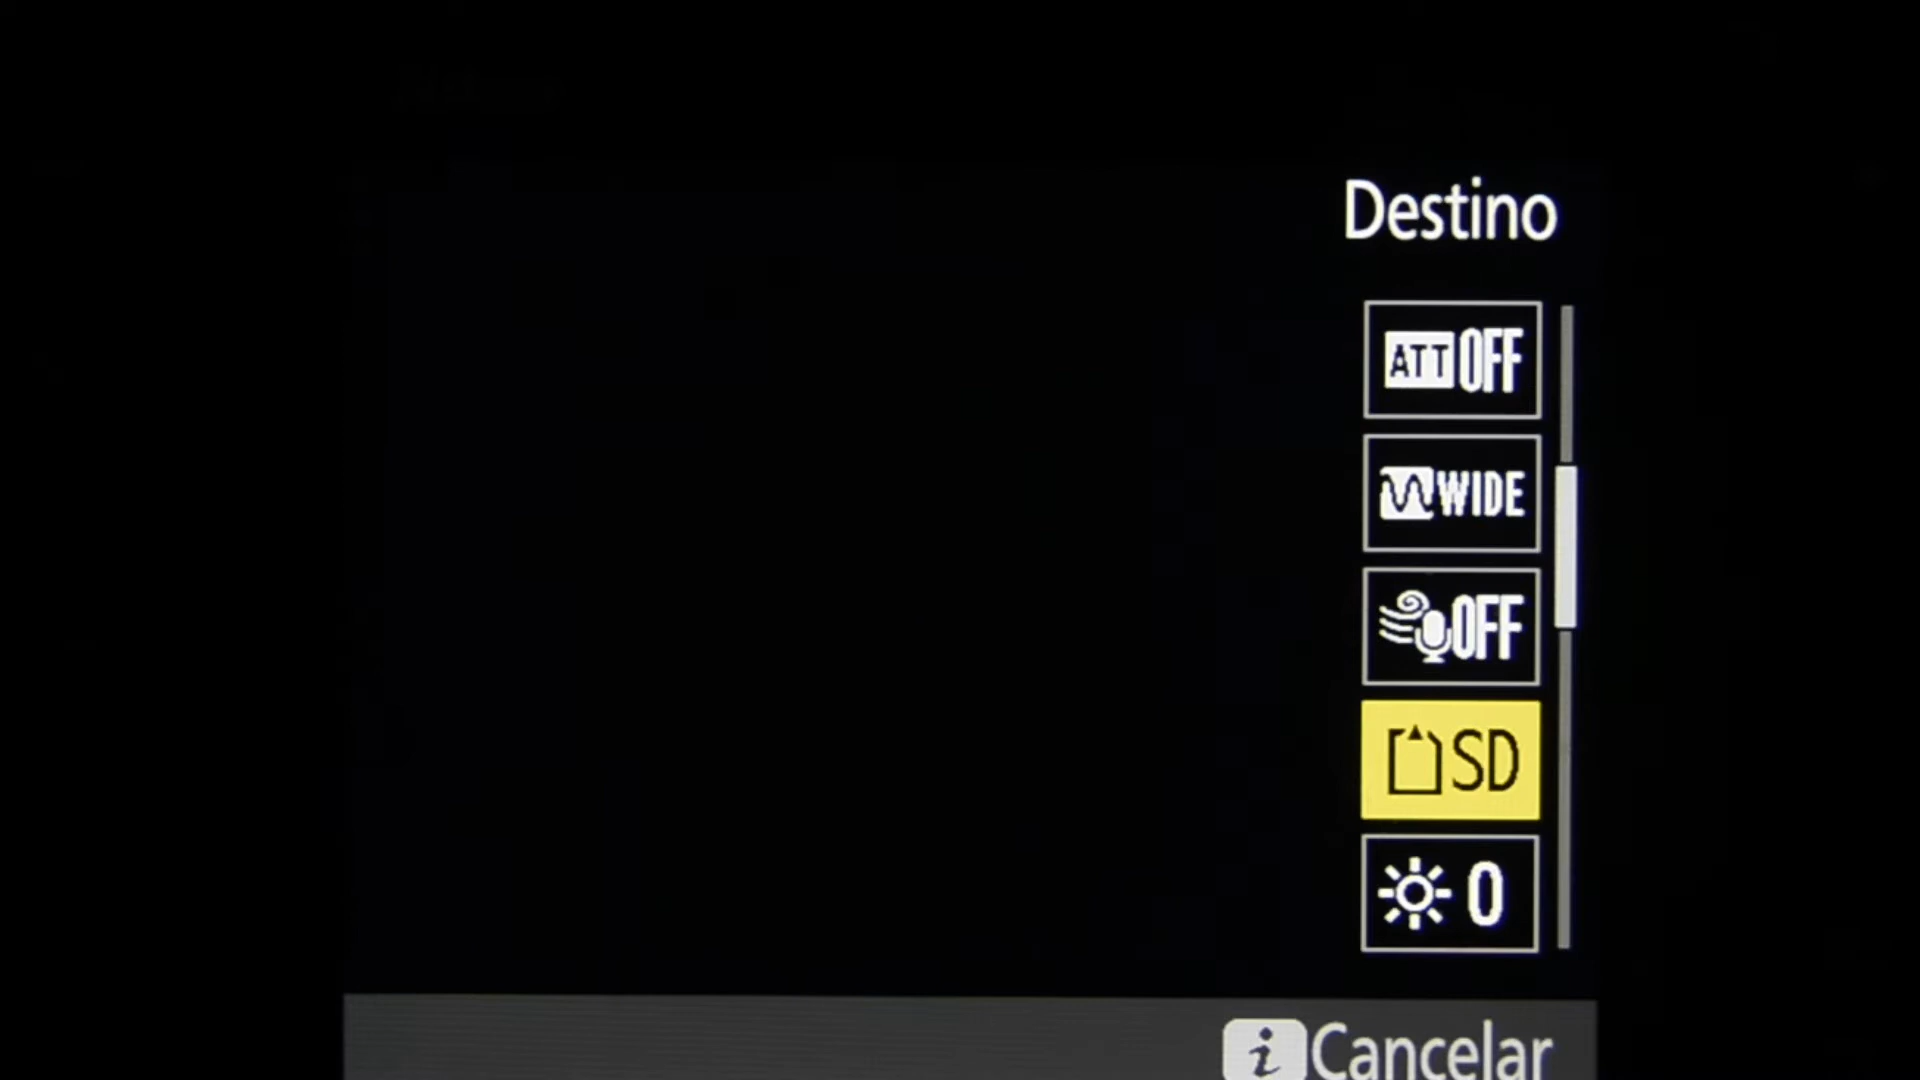 Destino
ATT OFF
WIDE
OFF
SD
0
i Cancelar